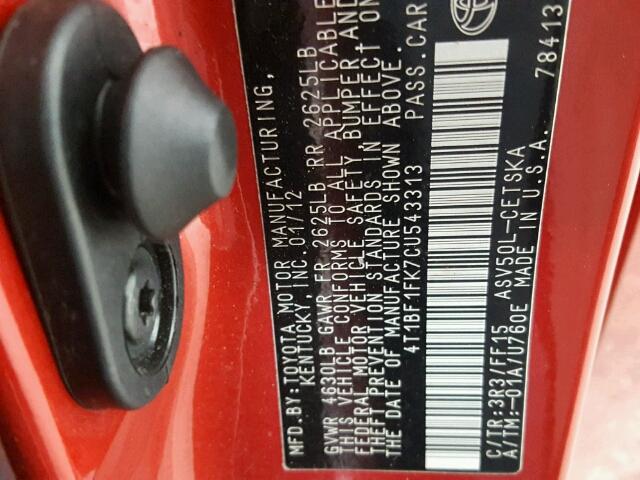 MFD.BY:TOYOTA MOTOR MANUFACTURING,
KENTUCKY, INC. 01/12
GVWR 4630LB GAWR FR 2625LB RR 2625LB
THIS VEHICLE CONFORMS TO ALL APPLICABLE
FEDERAL MOTOR VEHICLE SAFETY, BUMPER, AND
THEFT PREVENTION STANDARDS IN EFFECT ON
THE DATE OF MANUFACTURE SHOWN ABOVE.
4T1BF1FK7CU543313 PASS.CAR
C/TR:3R3/FF15 ASV50L-CETSKA
A/TM:-01A/U760E MADE IN U.S.A.
78413